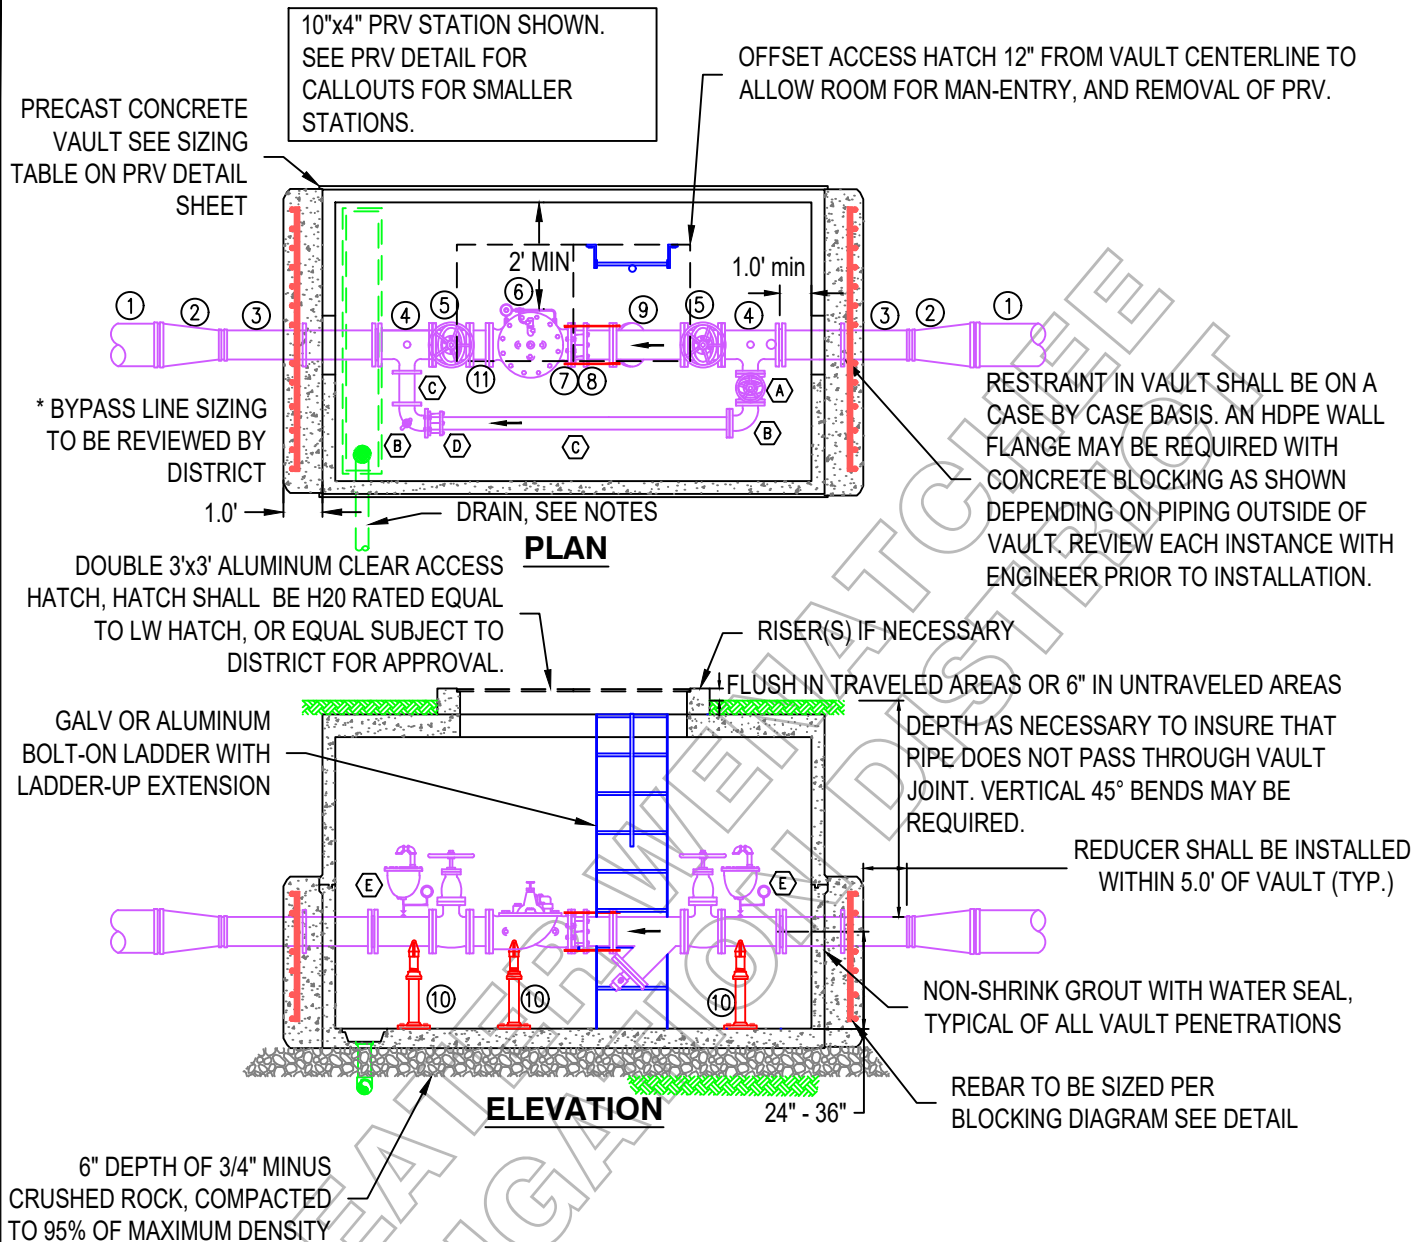 10"x4" PRV STATION SHOWN.
SEE PRV DETAIL FOR
CALLOUTS FOR SMALLER
STATIONS.
OFFSET ACCESS HATCH 12" FROM VAULT CENTERLINE TO
ALLOW ROOM FOR MAN-ENTRY, AND REMOVAL OF PRV.
PRECAST CONCRETE
VAULT SEE SIZING
TABLE ON PRV DETAIL
SHEET
2' MIN
1.0' min
1 2 3 4 5 6 9 5 4 3 2 1
11 7 8
C A
B D C B
* BYPASS LINE SIZING
TO BE REVIEWED BY
DISTRICT
1.0'
DRAIN, SEE NOTES
PLAN
RESTRAINT IN VAULT SHALL BE ON A
CASE BY CASE BASIS. AN HDPE WALL
FLANGE MAY BE REQUIRED WITH
CONCRETE BLOCKING AS SHOWN
DEPENDING ON PIPING OUTSIDE OF
VAULT. REVIEW EACH INSTANCE WITH
ENGINEER PRIOR TO INSTALLATION.
DOUBLE 3'x3' ALUMINUM CLEAR ACCESS
HATCH, HATCH SHALL BE H20 RATED EQUAL
TO LW HATCH, OR EQUAL SUBJECT TO
DISTRICT FOR APPROVAL.
RISER(S) IF NECESSARY
FLUSH IN TRAVELED AREAS OR 6" IN UNTRAVELED AREAS
GALV OR ALUMINUM
BOLT-ON LADDER WITH
LADDER-UP EXTENSION
DEPTH AS NECESSARY TO INSURE THAT
PIPE DOES NOT PASS THROUGH VAULT
JOINT. VERTICAL 45° BENDS MAY BE
REQUIRED.
REDUCER SHALL BE INSTALLED
WITHIN 5.0' OF VAULT (TYP.)
E E
10 10 10
NON-SHRINK GROUT WITH WATER SEAL,
TYPICAL OF ALL VAULT PENETRATIONS
REBAR TO BE SIZED PER
BLOCKING DIAGRAM SEE DETAIL
24" - 36"
ELEVATION
6" DEPTH OF 3/4" MINUS
CRUSHED ROCK, COMPACTED
TO 95% OF MAXIMUM DENSITY
EATER WENATCHEE
IGATION DISTRICT